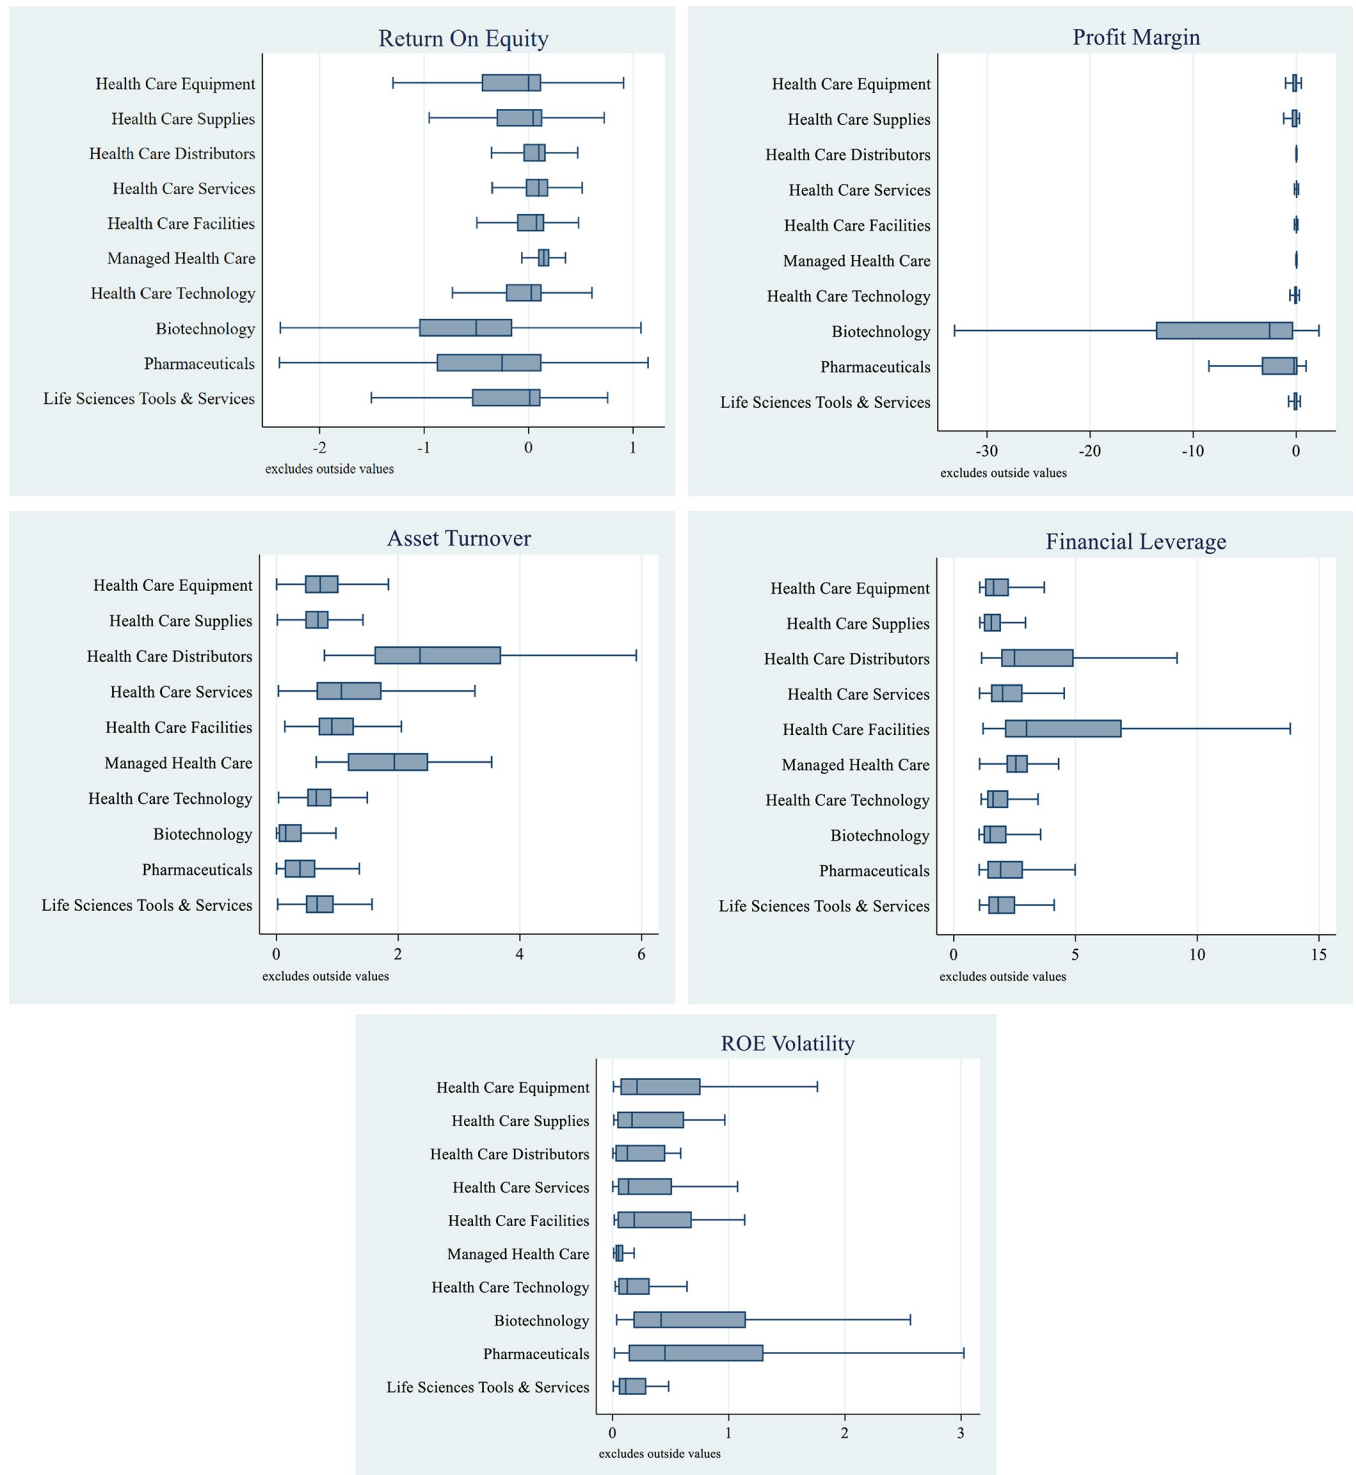 Return On Equity
Health Care Equipment
Health Care Supplies
Health Care Distributors
Health Care Services
Health Care Facilities
Managed Health Care
Health Care Technology
Biotechnology
Pharmaceuticals
Life Sciences Tools & Services
-2 -1 0 1
excludes outside values
Profit Margin
Health Care Equipment
Health Care Supplies
Health Care Distributors
Health Care Services
Health Care Facilities
Managed Health Care
Health Care Technology
Biotechnology
Pharmaceuticals
Life Sciences Tools & Services
-30 -20 -10 0
excludes outside values
Asset Turnover
Health Care Equipment
Health Care Supplies
Health Care Distributors
Health Care Services
Health Care Facilities
Managed Health Care
Health Care Technology
Biotechnology
Pharmaceuticals
Life Sciences Tools & Services
0 2 4 6
excludes outside values
Financial Leverage
Health Care Equipment
Health Care Supplies
Health Care Distributors
Health Care Services
Health Care Facilities
Managed Health Care
Health Care Technology
Biotechnology
Pharmaceuticals
Life Sciences Tools & Services
0 5 10 15
excludes outside values
ROE Volatility
Health Care Equipment
Health Care Supplies
Health Care Distributors
Health Care Services
Health Care Facilities
Managed Health Care
Health Care Technology
Biotechnology
Pharmaceuticals
Life Sciences Tools & Services
0 1 2 3
excludes outside values